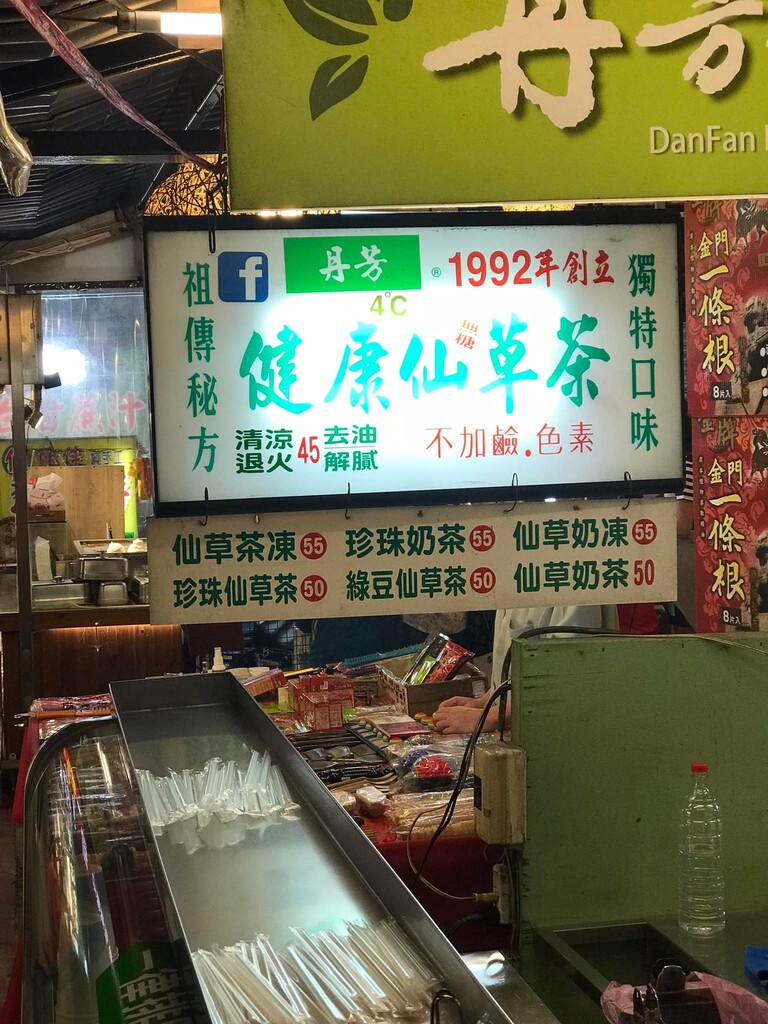 丹芳
DanFan
祖傳秘方
f
丹芳
®
1992年創立
獨特口味
4°C
無糖
健康仙草茶
清涼退火
45
去油解膩
不加鹼.色素
仙草茶凍 55
珍珠奶茶 55
仙草奶凍 55
珍珠仙草茶 50
綠豆仙草茶 50
仙草奶茶 50
金牌
金門
一條根
8片入
金門
一條根
8片入